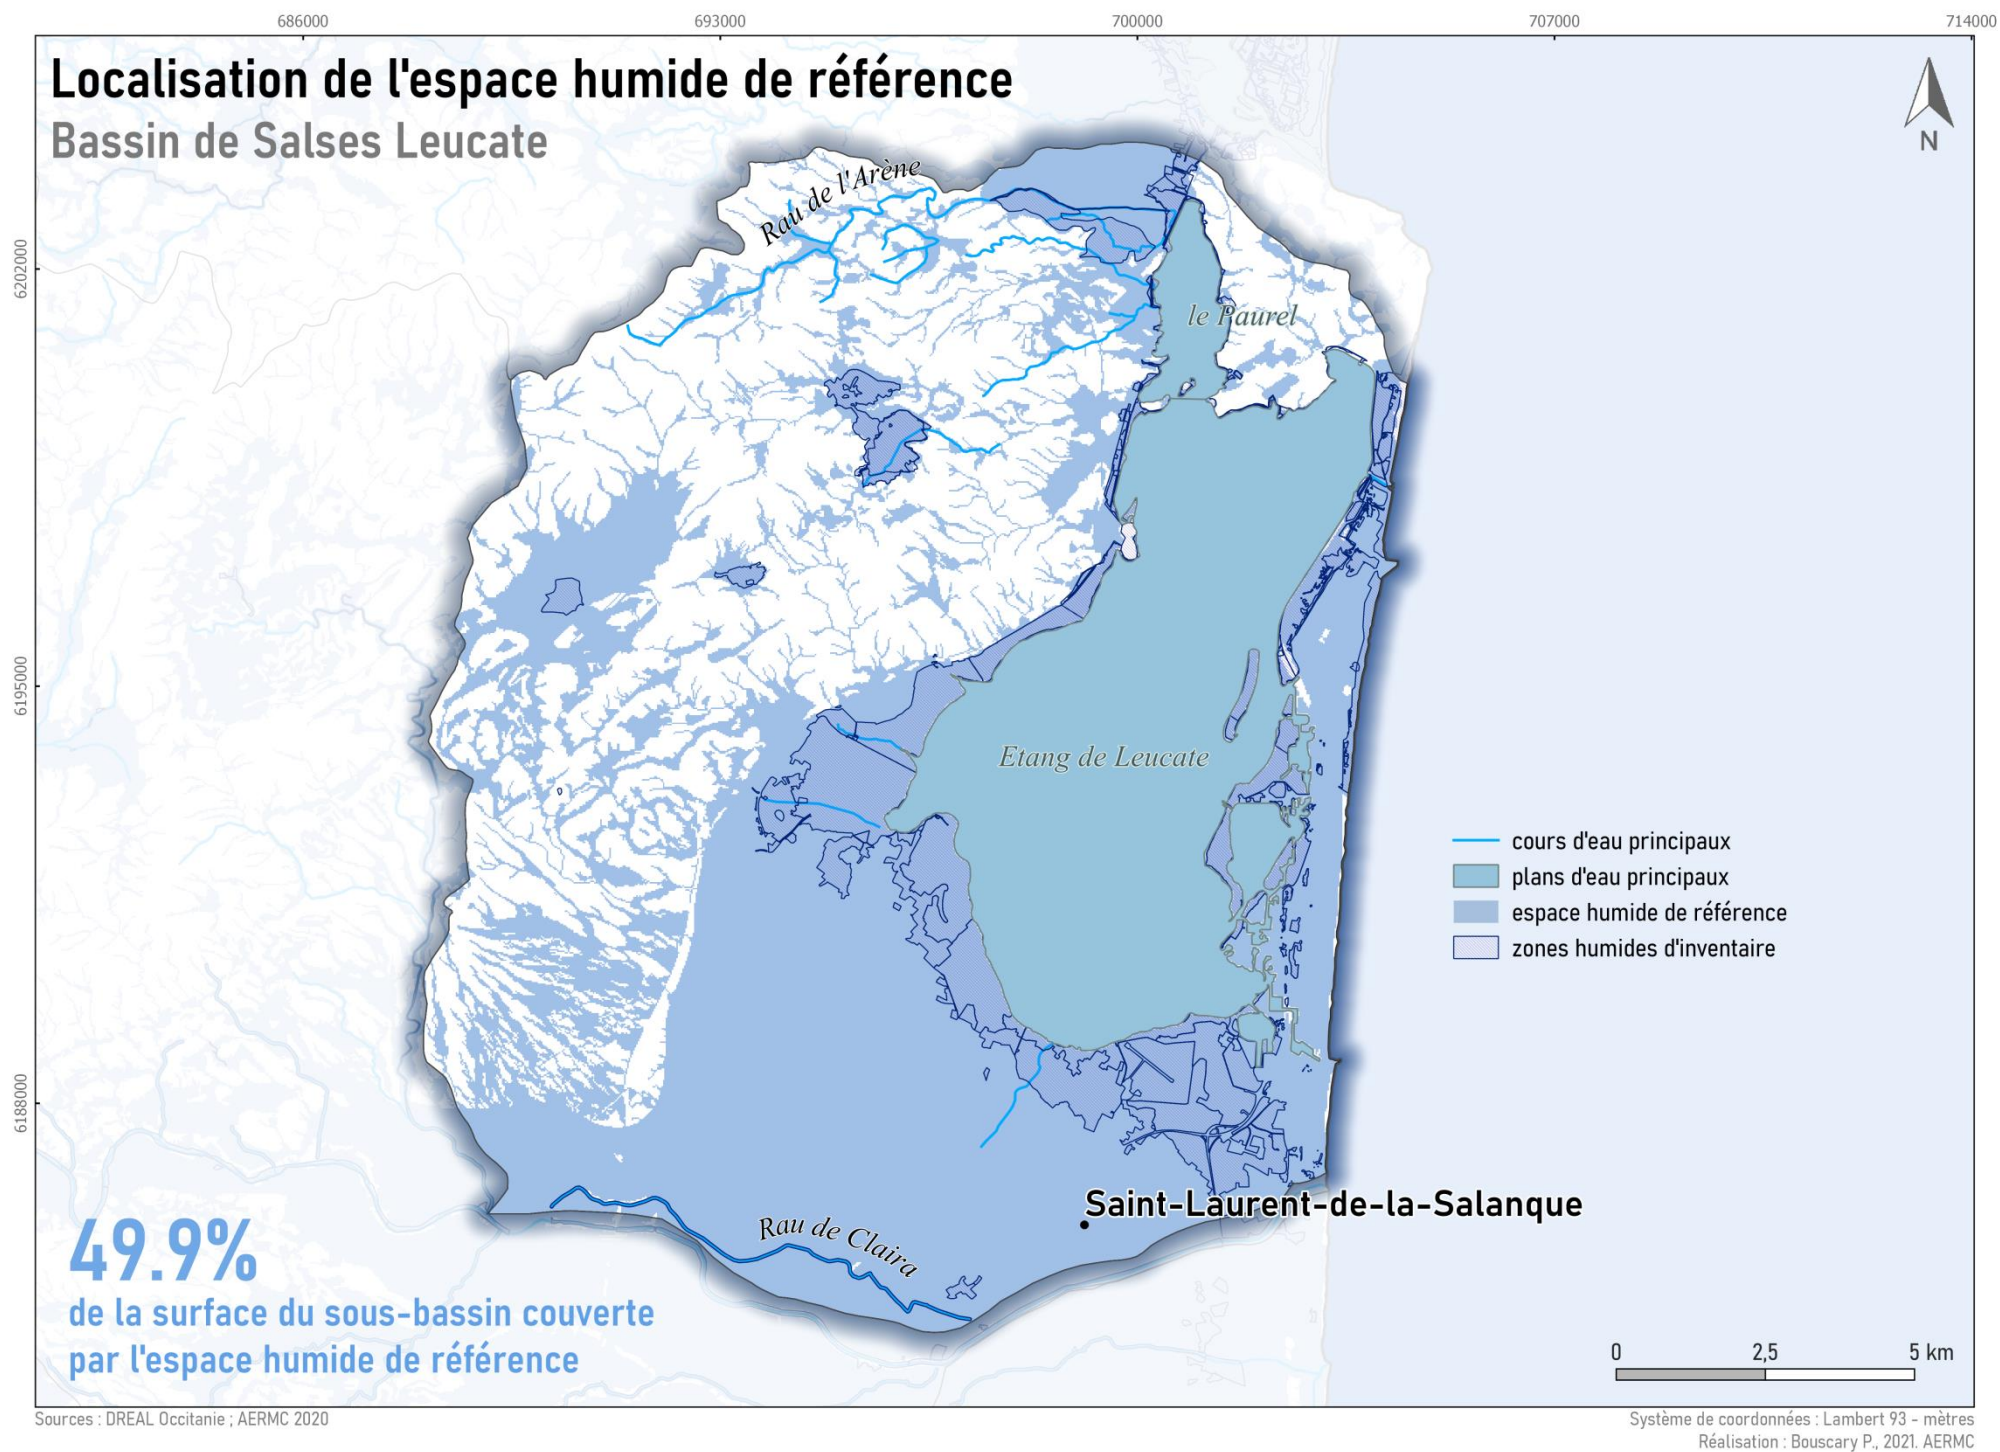 686000
693000
700000
707000
714000
Localisation de l'espace humide de référence
Bassin de Salses Leucate
N
Rau de l'Arène
6202000
le Paurel
6195000
Etang de Leucate
cours d'eau principaux
plans d'eau principaux
espace humide de référence
zones humides d'inventaire
6188000
Saint-Laurent-de-la-Salanque
Rau de Claira
49.9%
de la surface du sous-bassin couverte
par l'espace humide de référence
0 2,5 5 km
Sources : DREAL Occitanie ; AERMC 2020
Système de coordonnées : Lambert 93 - mètres
Réalisation : Bouscary P., 2021. AERMC